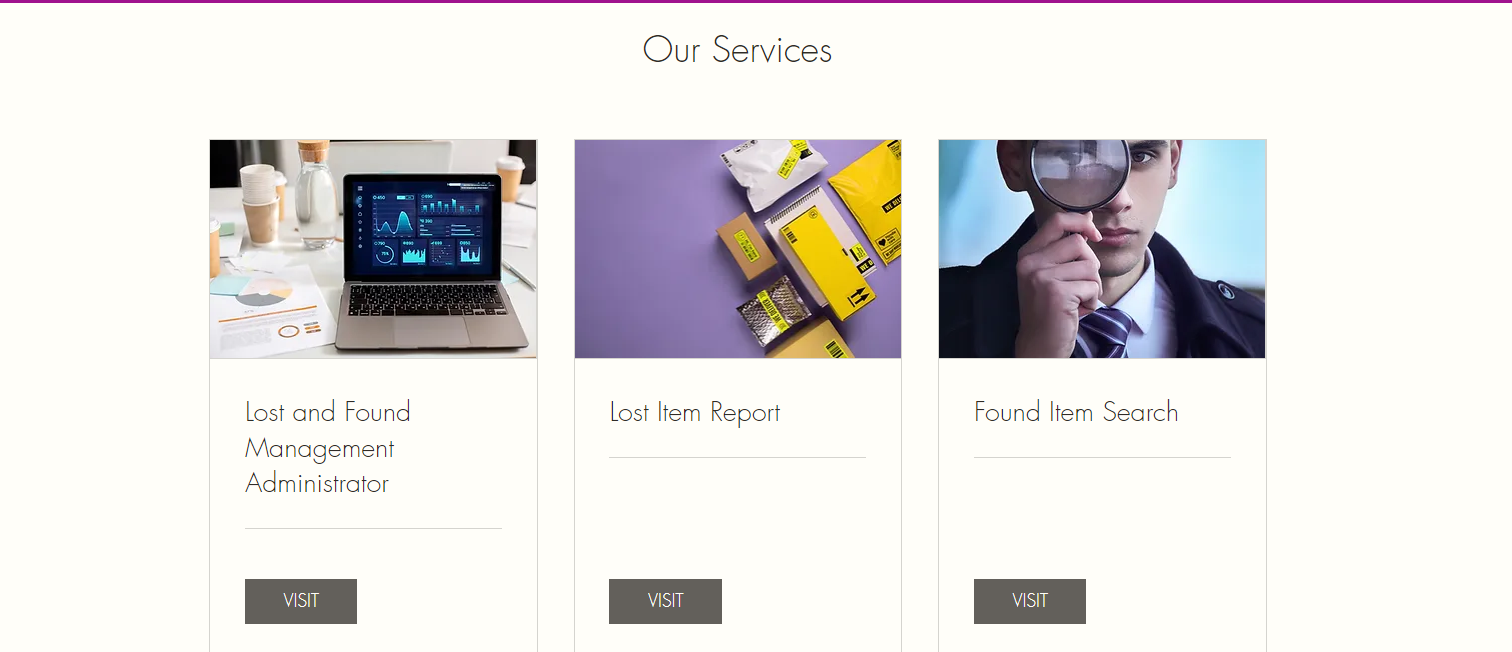 Our Services
Lost and Found
Management
Administrator
Lost Item Report
Found Item Search
VISIT
VISIT
VISIT